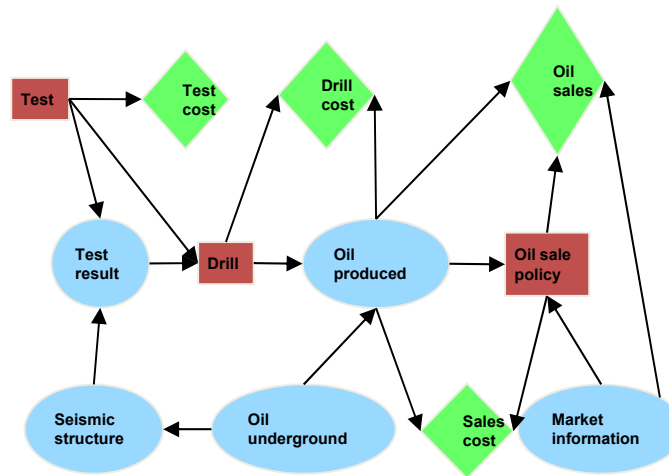 Test
Test
cost
Drill
cost
Oil
sales
Test
result
Drill
Oil
produced
Oil sale
policy
Seismic
structure
Oil
underground
Sales
cost
Market
information